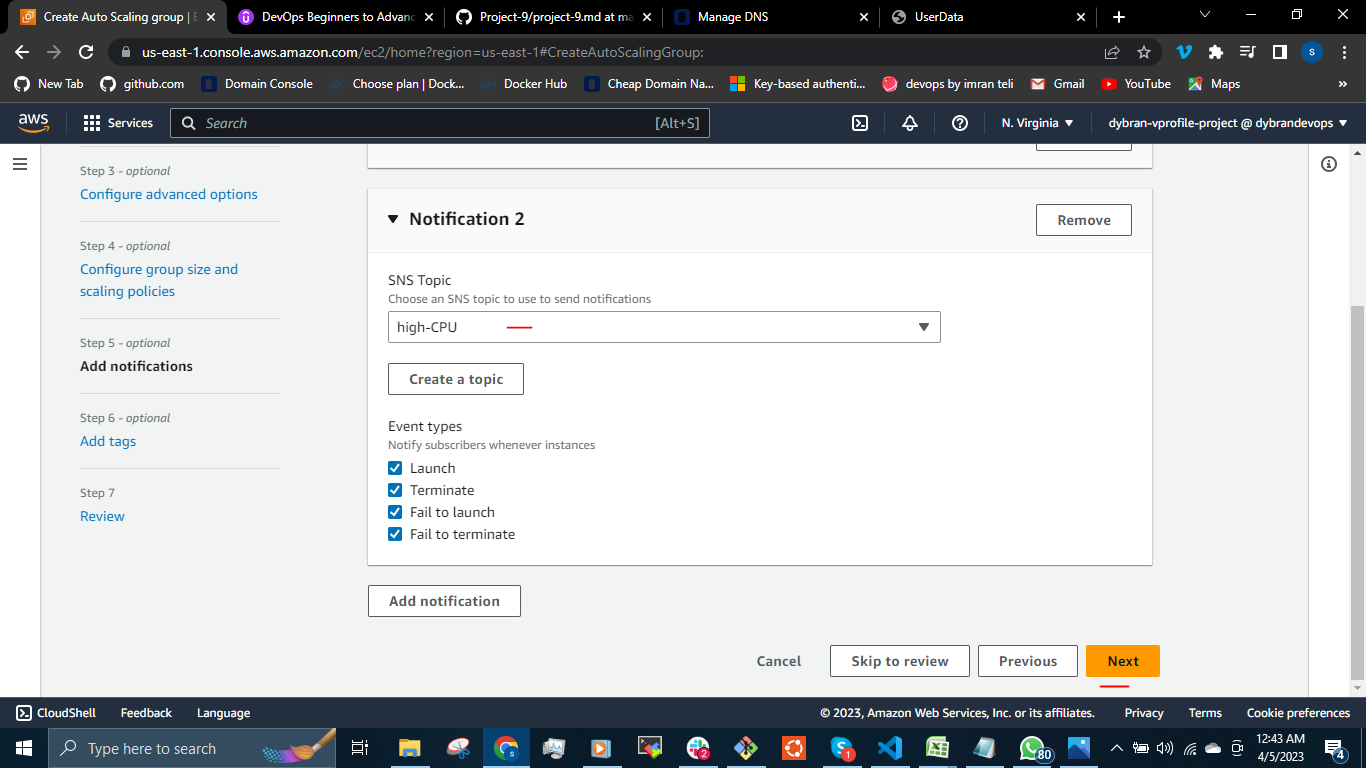 Create Auto Scaling group | E
DevOps Beginners to Advanc
Project-9/project-9.md at ma
Manage DNS
UserData
us-east-1.console.aws.amazon.com/ec2/home?region=us-east-1#CreateAutoScalingGroup:
S
New Tab
github.com
Domain Console
Choose plan | Dock...
Docker Hub
Cheap Domain Na...
Key-based authenti...
devops by imran teli
Gmail
YouTube
Maps
»
aws
Services
Search
[Alt+S]
N. Virginia
dybran-vprofile-project @ dybrandevops
Step 3 - optional
Configure advanced options
Step 4 - optional
Configure group size and
scaling policies
Step 5 - optional
Add notifications
Step 6 - optional
Add tags
Step 7
Review
Notification 2
Remove
SNS Topic
Choose an SNS topic to use to send notifications
high-CPU
Create a topic
Event types
Notify subscribers whenever instances
Launch
Terminate
Fail to launch
Fail to terminate
Add notification
Cancel
Skip to review
Previous
Next
CloudShell
Feedback
Language
© 2023, Amazon Web Services, Inc. or its affiliates.
Privacy
Terms
Cookie preferences
Type here to search
2
1
80
12:43 AM
4/5/2023
4